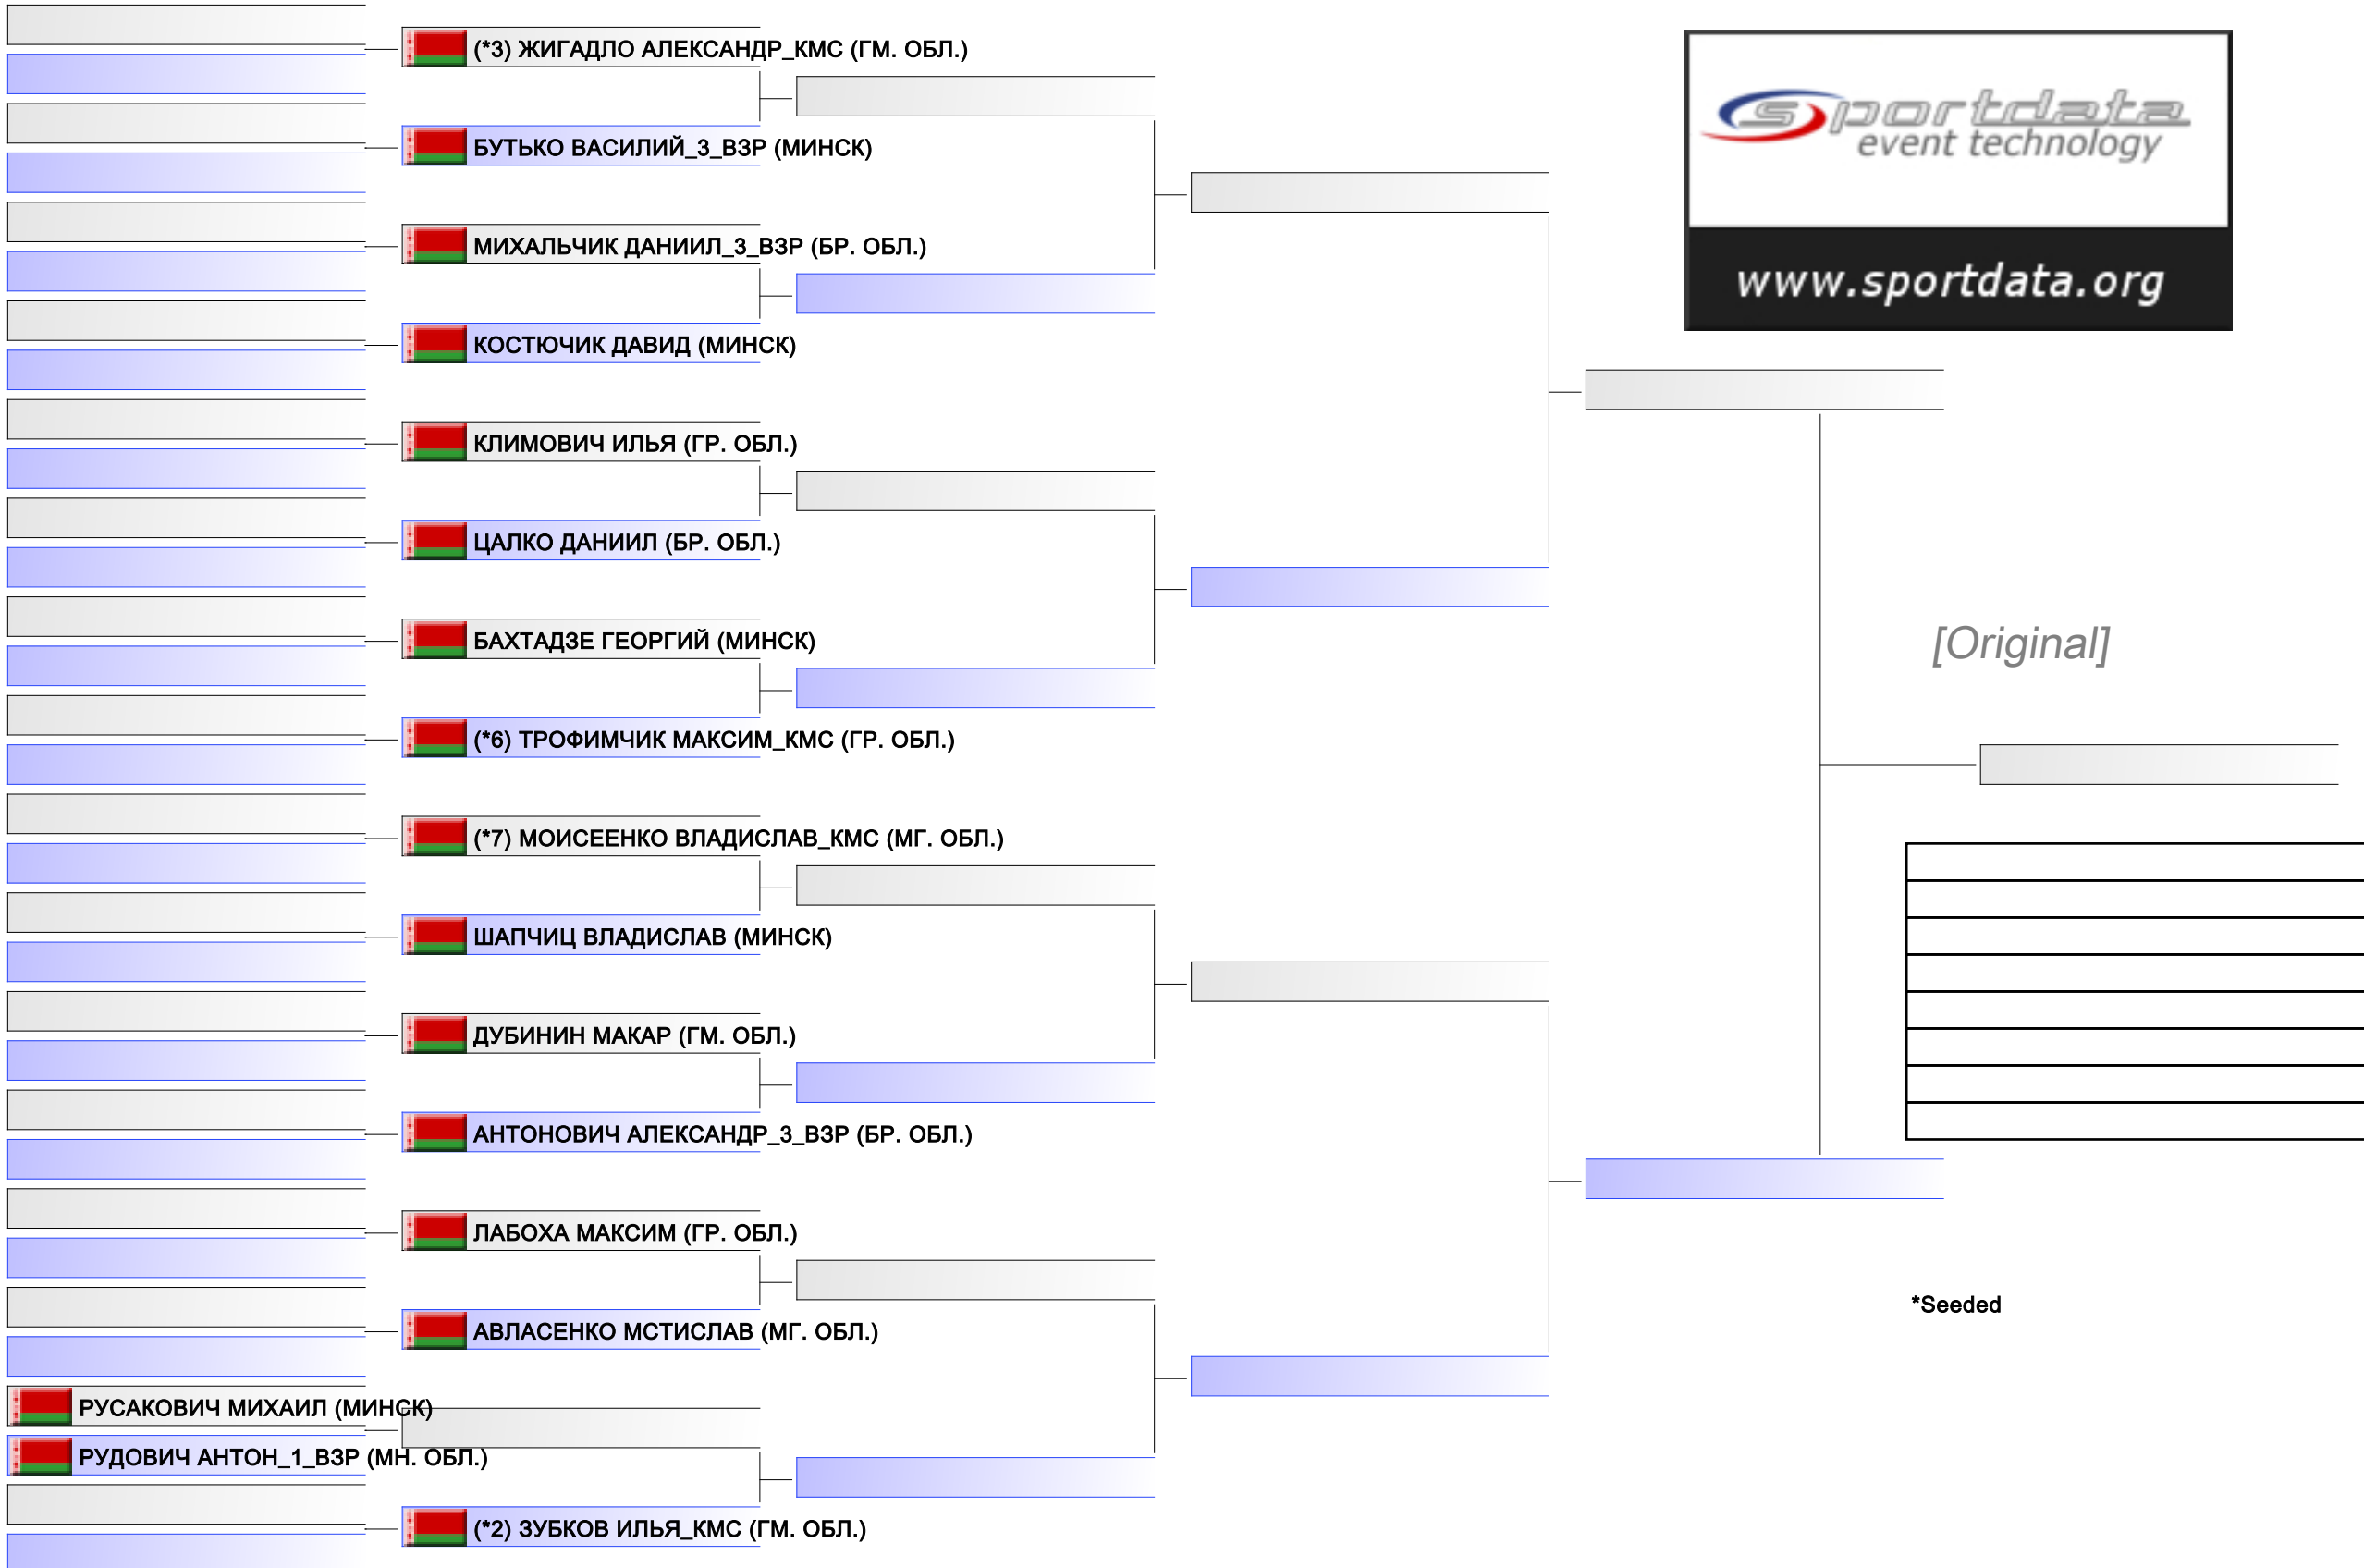 (*3) ЖИГАДЛО АЛЕКСАНДР_КМС (ГМ. ОБЛ.)
БУТЬКО ВАСИЛИЙ_3_ВЗР (МИНСК)
МИХАЛЬЧИК ДАНИИЛ_3_ВЗР (БР. ОБЛ.)
КОСТЮЧИК ДАВИД (МИНСК)
КЛИМОВИЧ ИЛЬЯ (ГР. ОБЛ.)
ЦАЛКО ДАНИИЛ (БР. ОБЛ.)
БАХТАДЗЕ ГЕОРГИЙ (МИНСК)
(*6) ТРОФИМЧИК МАКСИМ_КМС (ГР. ОБЛ.)
(*7) МОИСЕЕНКО ВЛАДИСЛАВ_КМС (МГ. ОБЛ.)
ШАПЧИЦ ВЛАДИСЛАВ (МИНСК)
ДУБИНИН МАКАР (ГМ. ОБЛ.)
АНТОНОВИЧ АЛЕКСАНДР_3_ВЗР (БР. ОБЛ.)
ЛАБОХА МАКСИМ (ГР. ОБЛ.)
АВЛАСЕНКО МСТИСЛАВ (МГ. ОБЛ.)
РУСАКОВИЧ МИХАИЛ (МИНСК)
РУДОВИЧ АНТОН_1_ВЗР (МН. ОБЛ.)
(*2) ЗУБКОВ ИЛЬЯ_КМС (ГМ. ОБЛ.)
sportdata
event technology
www.sportdata.org
[Original]
*Seeded